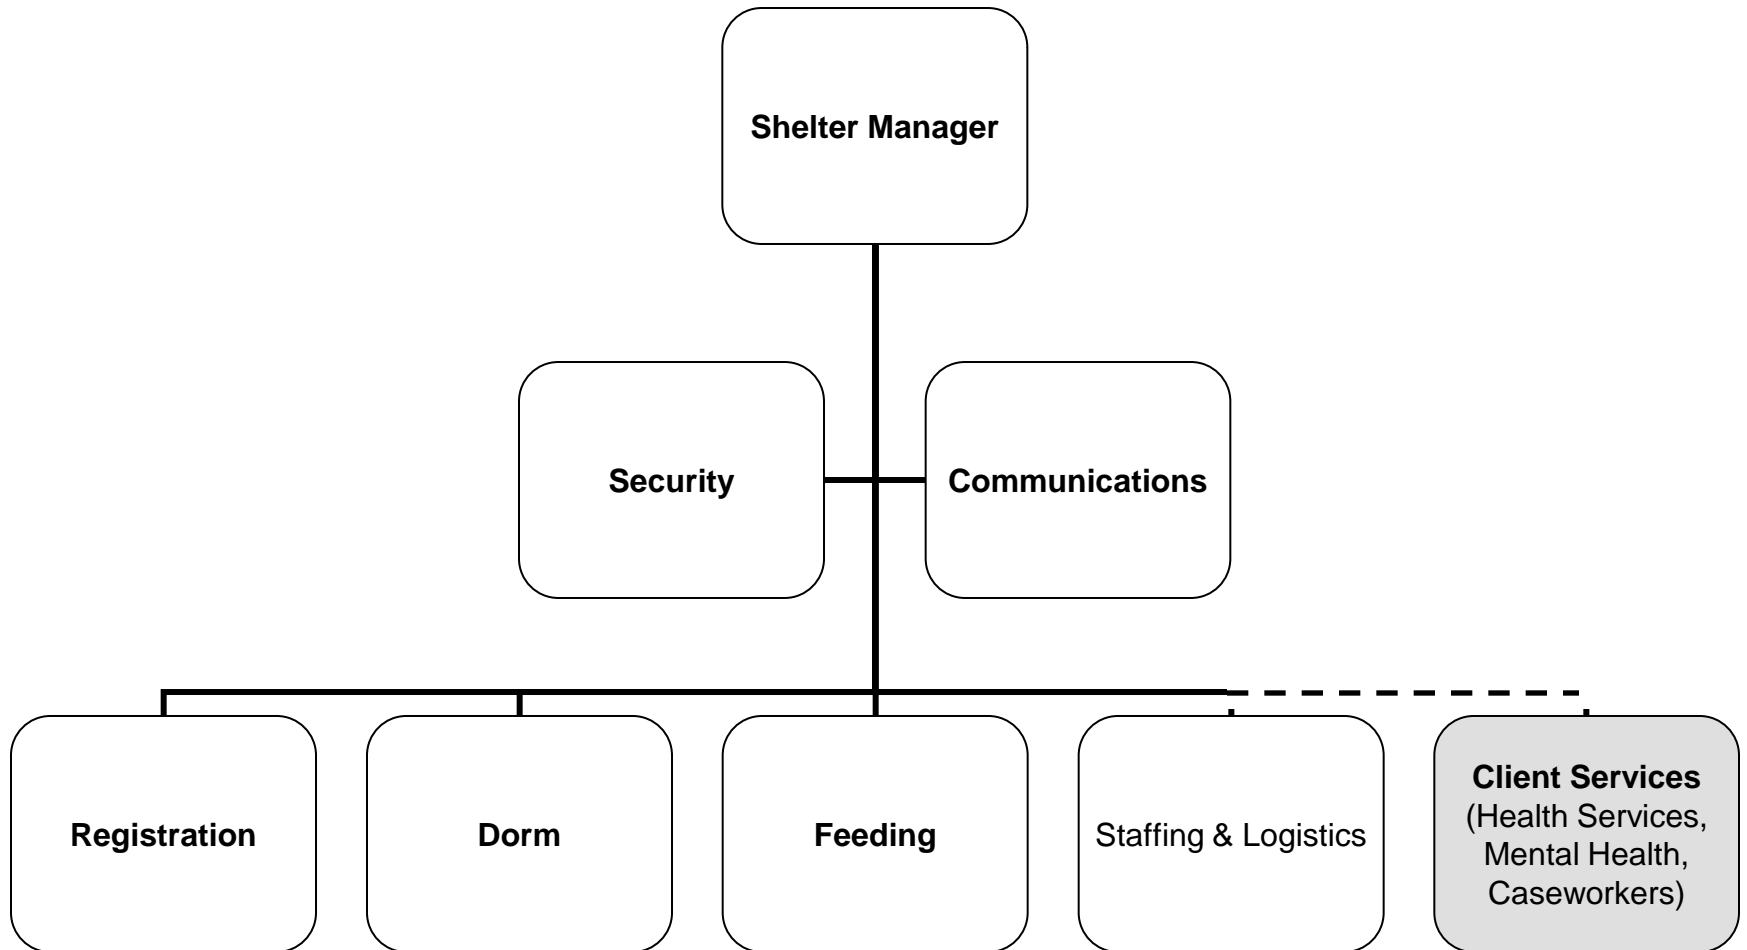 Shelter Manager
Security
Communications
Registration
Dorm
Feeding
Staffing & Logistics
Client Services
(Health Services,
Mental Health,
Caseworkers)